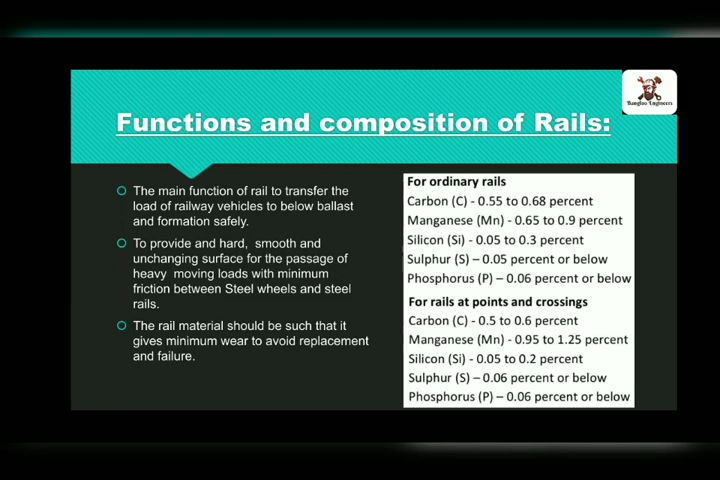 Bangloo Engineers
Functions and composition of Rails:
The main function of rail to transfer the
load of railway vehicles to below ballast
and formation safely.
To provide and hard, smooth and
unchanging surface for the passage of
heavy moving loads with minimum
friction between Steel wheels and steel
rails.
The rail material should be such that it
gives minimum wear to avoid replacement
and failure.
For ordinary rails
Carbon (C) - 0.55 to 0.68 percent
Manganese (Mn) - 0.65 to 0.9 percent
Silicon (Si) - 0.05 to 0.3 percent
Sulphur (S) – 0.05 percent or below
Phosphorus (P) – 0.06 percent or below
For rails at points and crossings
Carbon (C) - 0.5 to 0.6 percent
Manganese (Mn) - 0.95 to 1.25 percent
Silicon (Si) - 0.05 to 0.2 percent
Sulphur (S) – 0.06 percent or below
Phosphorus (P) – 0.06 percent or below